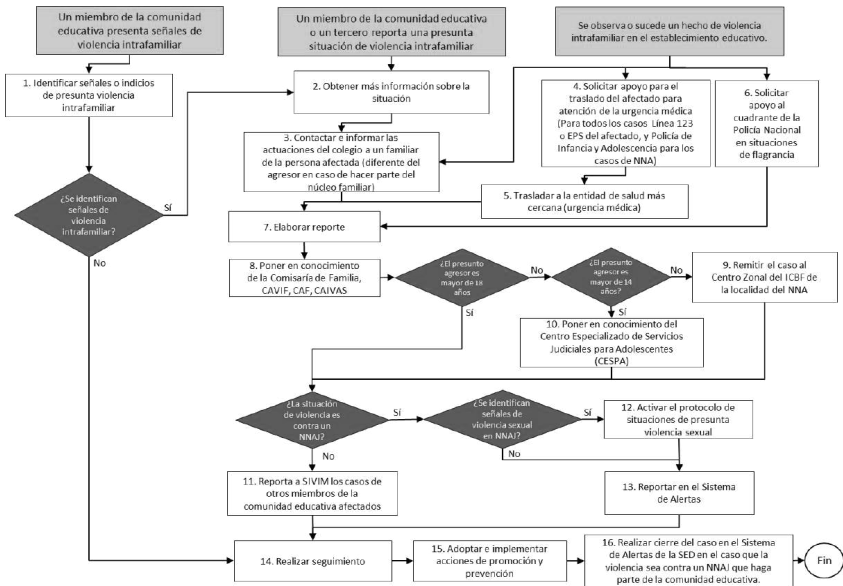 Un miembro de la comunidad
educativa presenta señales de
violencia intrafamiliar
Un miembro de la comunidad educativa
o un tercero reporta una presunta
situación de violencia intrafamiliar
Se observa o sucede un hecho de violencia
intrafamiliar en el establecimiento educativo.
1. Identificar señales o indicios
de presunta violencia
intrafamiliar
2. Obtener más información sobre la
situación
4. Solicitar apoyo para el
traslado del afectado para
atención de la urgencia médica
(Para todos los casos Línea 123
o EPS del afectado, y Policía de
Infancia y Adolescencia para los
casos de NNA)
6. Solicitar
apoyo al
cuadrante de la
Policía Nacional
en situaciones
de flagrancia
3. Contactar e informar las
actuaciones del colegio a un familiar
de la persona afectada (diferente del
agresor en caso de hacer parte del
núcleo familiar)
¿Se identifican
señales de
violencia
intrafamiliar?
Sí
No
5. Trasladar a la entidad de salud más
cercana (urgencia médica)
7. Elaborar reporte
8. Poner en conocimiento
de la Comisaría de Familia,
CAVIF, CAF, CAIVAS
¿El presunto
agresor es
mayor de 18
años
No
Sí
¿El presunto
agresor es
mayor de 14
años?
No
Sí
9. Remitir el caso al
Centro Zonal del ICBF de
la localidad del NNA
10. Poner en conocimiento del
Centro Especializado de Servicios
Judiciales para Adolescentes
(CESPA)
¿La situación
de violencia es
contra un
NNAJ?
Sí
No
¿Se identifican
señales de
violencia sexual
en NNAJ?
Sí
No
12. Activar el protocolo de
situaciones de presunta
violencia sexual
11. Reporta a SIVIM los casos de
otros miembros de la
comunidad educativa afectados
13. Reportar en el Sistema
de Alertas
14. Realizar seguimiento
15. Adoptar e implementar
acciones de promoción y
prevención
16. Realizar cierre del caso en el Sistema
de Alertas de la SED en el caso que la
violencia sea contra un NNAJ que haga
parte de la comunidad educativa.
Fin